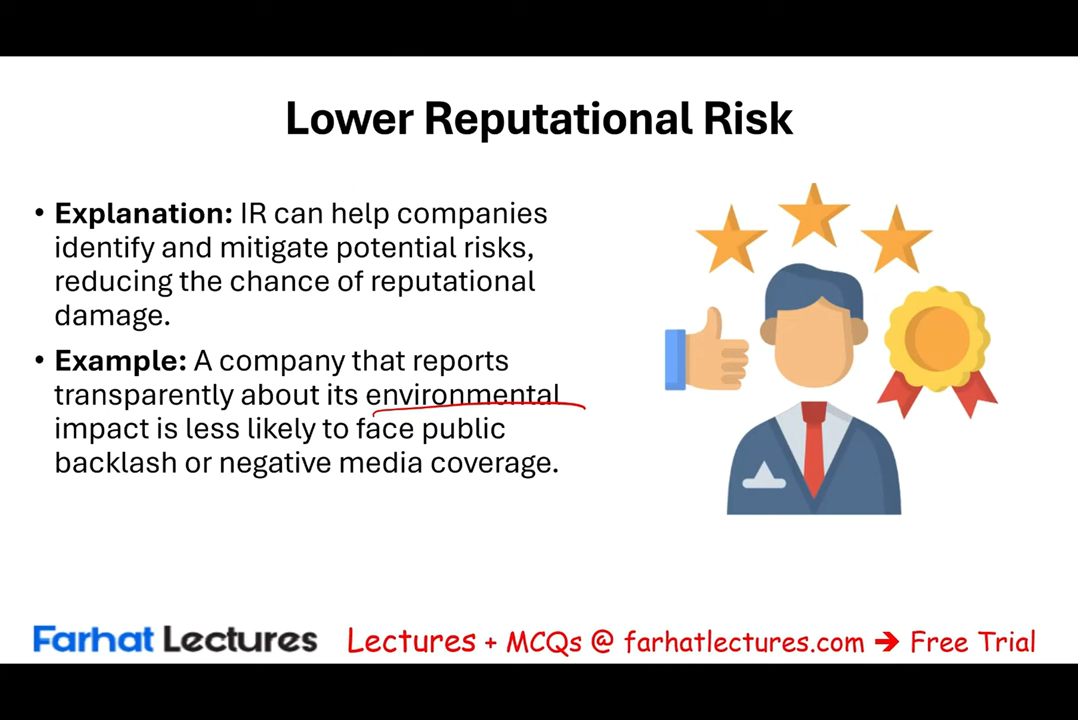 Lower Reputational Risk
• Explanation: IR can help companies
identify and mitigate potential risks,
reducing the chance of reputational
damage.
• Example: A company that reports
transparently about its environmental
impact is less likely to face public
backlash or negative media coverage.
Farhat Lectures Lectures + MCQs @ farhatlectures.com ➔ Free Trial